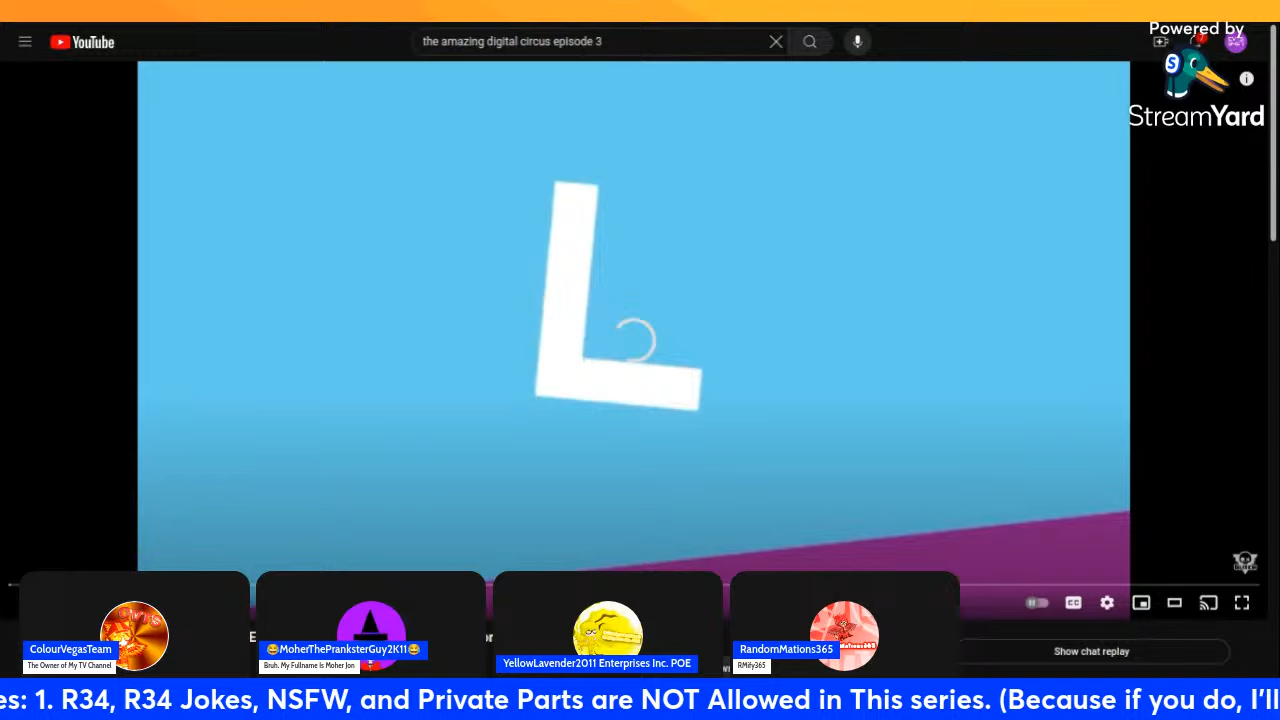 Powered by
YouTube
the amazing digital circus episode 3
S
StreamYard
L
ColourVegasTeam
The Owner of My TV Channel
😂MoherThePranksterGuy2K11😂
Bruh. My Fullname Is Moher Jon
YellowLavender2011 Enterprises Inc. POE
RandomMations365
RMify365
Show chat replay
es: 1. R34, R34 Jokes, NSFW, and Private Parts are NOT Allowed in This series. (Because if you do, I'll